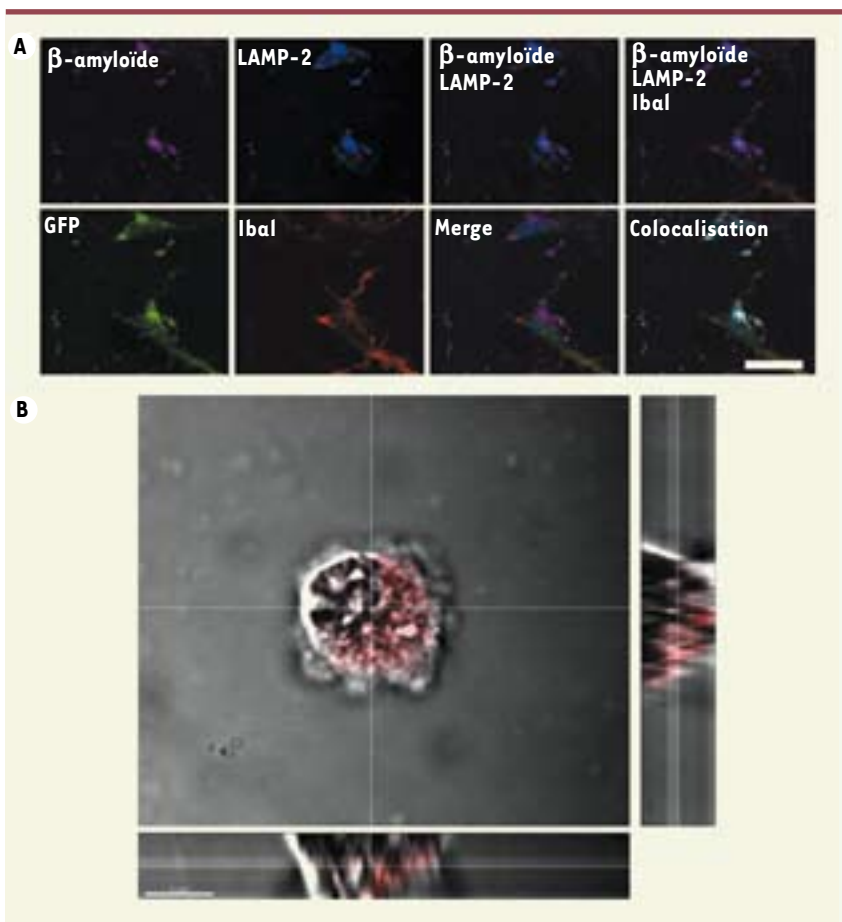 A
β-amyloïde
LAMP-2
β-amyloïde
LAMP-2
β-amyloïde
LAMP-2
Ibal
GFP
Ibal
Merge
Colocalisation
B